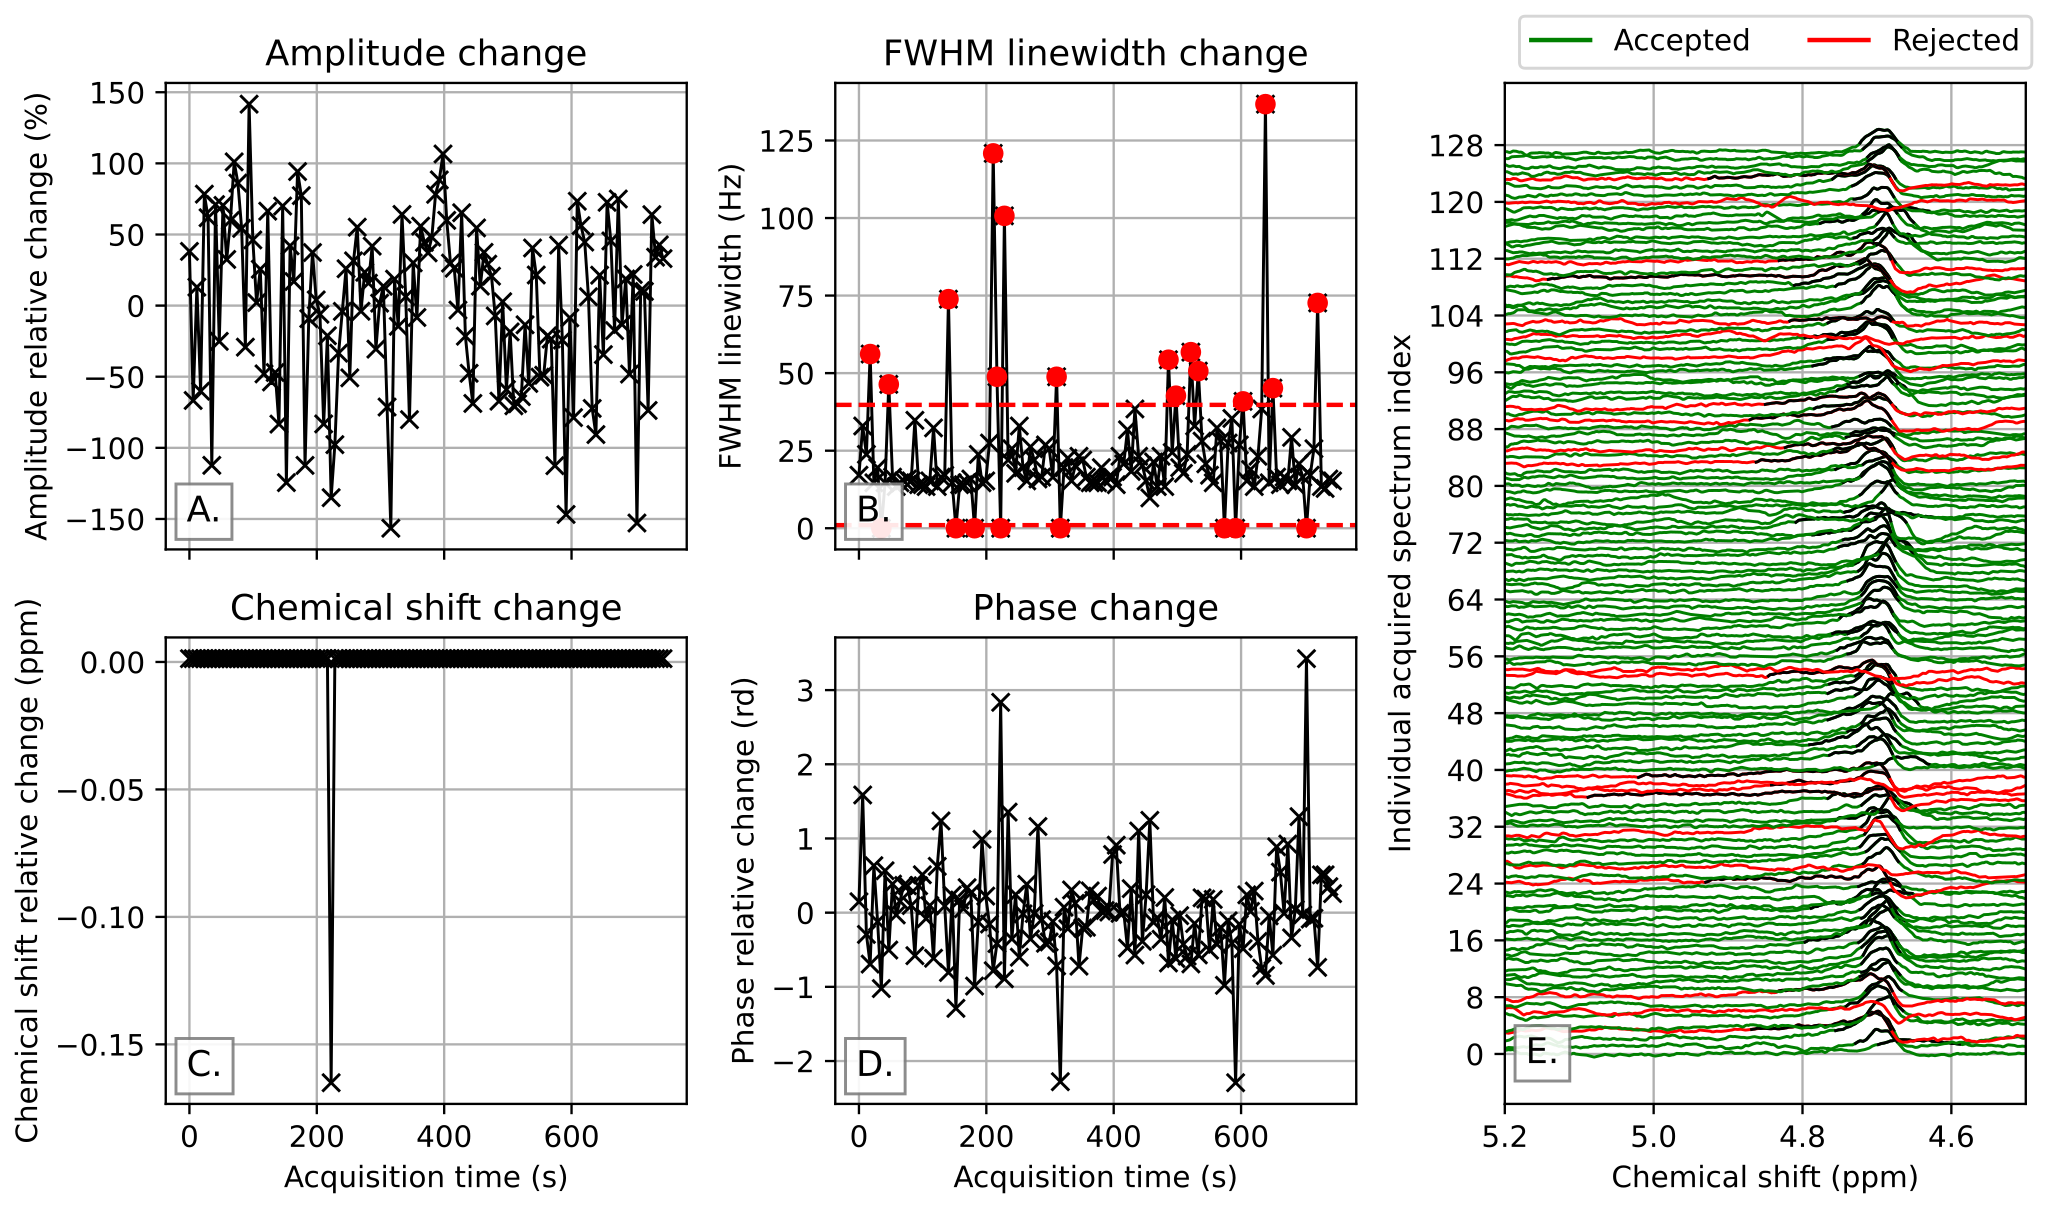 Accepted Rejected
Amplitude change
Amplitude relative change (%)
150
100
50
0
−50
−100
−150
A.
FWHM linewidth change
FWHM linewidth (Hz)
125
100
75
50
25
0
B.
Chemical shift change
Chemical shift relative change (ppm)
0.00
−0.05
−0.10
−0.15
C.
0 200 400 600
Acquisition time (s)
Phase change
Phase relative change (rd)
3
2
1
0
−1
−2
D.
0 200 400 600
Acquisition time (s)
Individual acquired spectrum index
128
120
112
104
96
88
80
72
64
56
48
40
32
24
16
8
0
E.
5.2 5.0 4.8 4.6
Chemical shift (ppm)